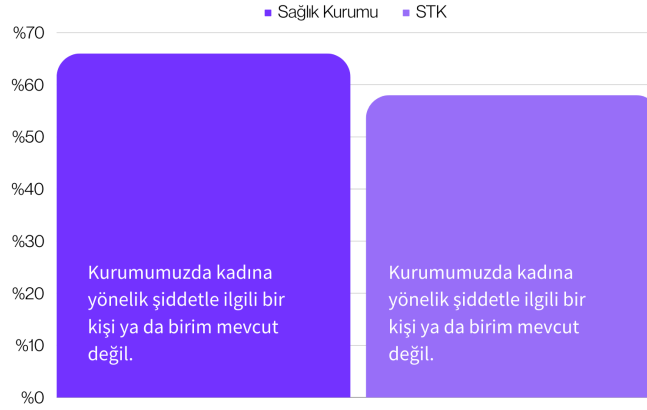 Sağlık Kurumu STK
%70
%60
%50
%40
%30
%20
%10
%0
Kurumumuzda kadına
yönelik şiddetle ilgili bir
kişi ya da birim mevcut
değil.
Kurumumuzda kadına
yönelik şiddetle ilgili bir
kişi ya da birim mevcut
değil.